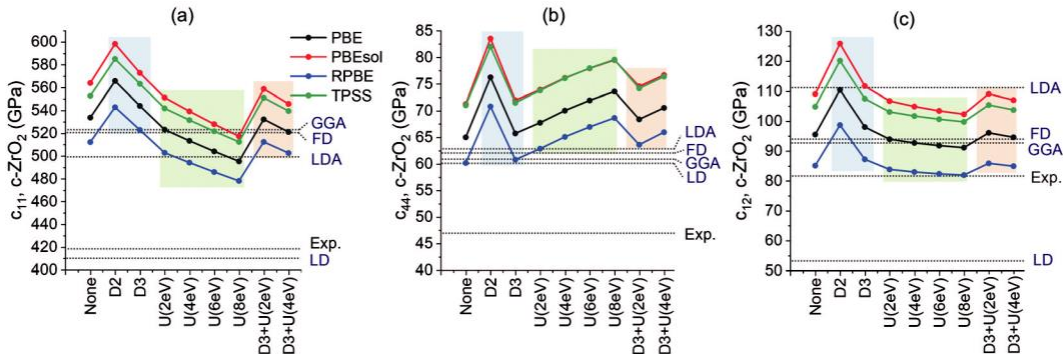 (a)
c11, c-ZrO2 (GPa)
600
580
560
540
520
500
480
460
440
420
400
PBE
PBEsol
RPBE
TPSS
GGA
FD
LDA
Exp.
LD
None
D2
D3
U(2eV)
U(4eV)
U(6eV)
U(8eV)
D3+U(2eV)
D3+U(4eV)
(b)
c44, c-ZrO2 (GPa)
85
80
75
70
65
60
55
50
45
40
LDA
FD
GGA
LD
Exp.
None
D2
D3
U(2eV)
U(4eV)
U(6eV)
U(8eV)
D3+U(2eV)
D3+U(4eV)
(c)
c12, c-ZrO2 (GPa)
130
120
110
100
90
80
70
60
50
LDA
FD
GGA
Exp.
LD
None
D2
D3
U(2eV)
U(4eV)
U(6eV)
U(8eV)
D3+U(2eV)
D3+U(4eV)